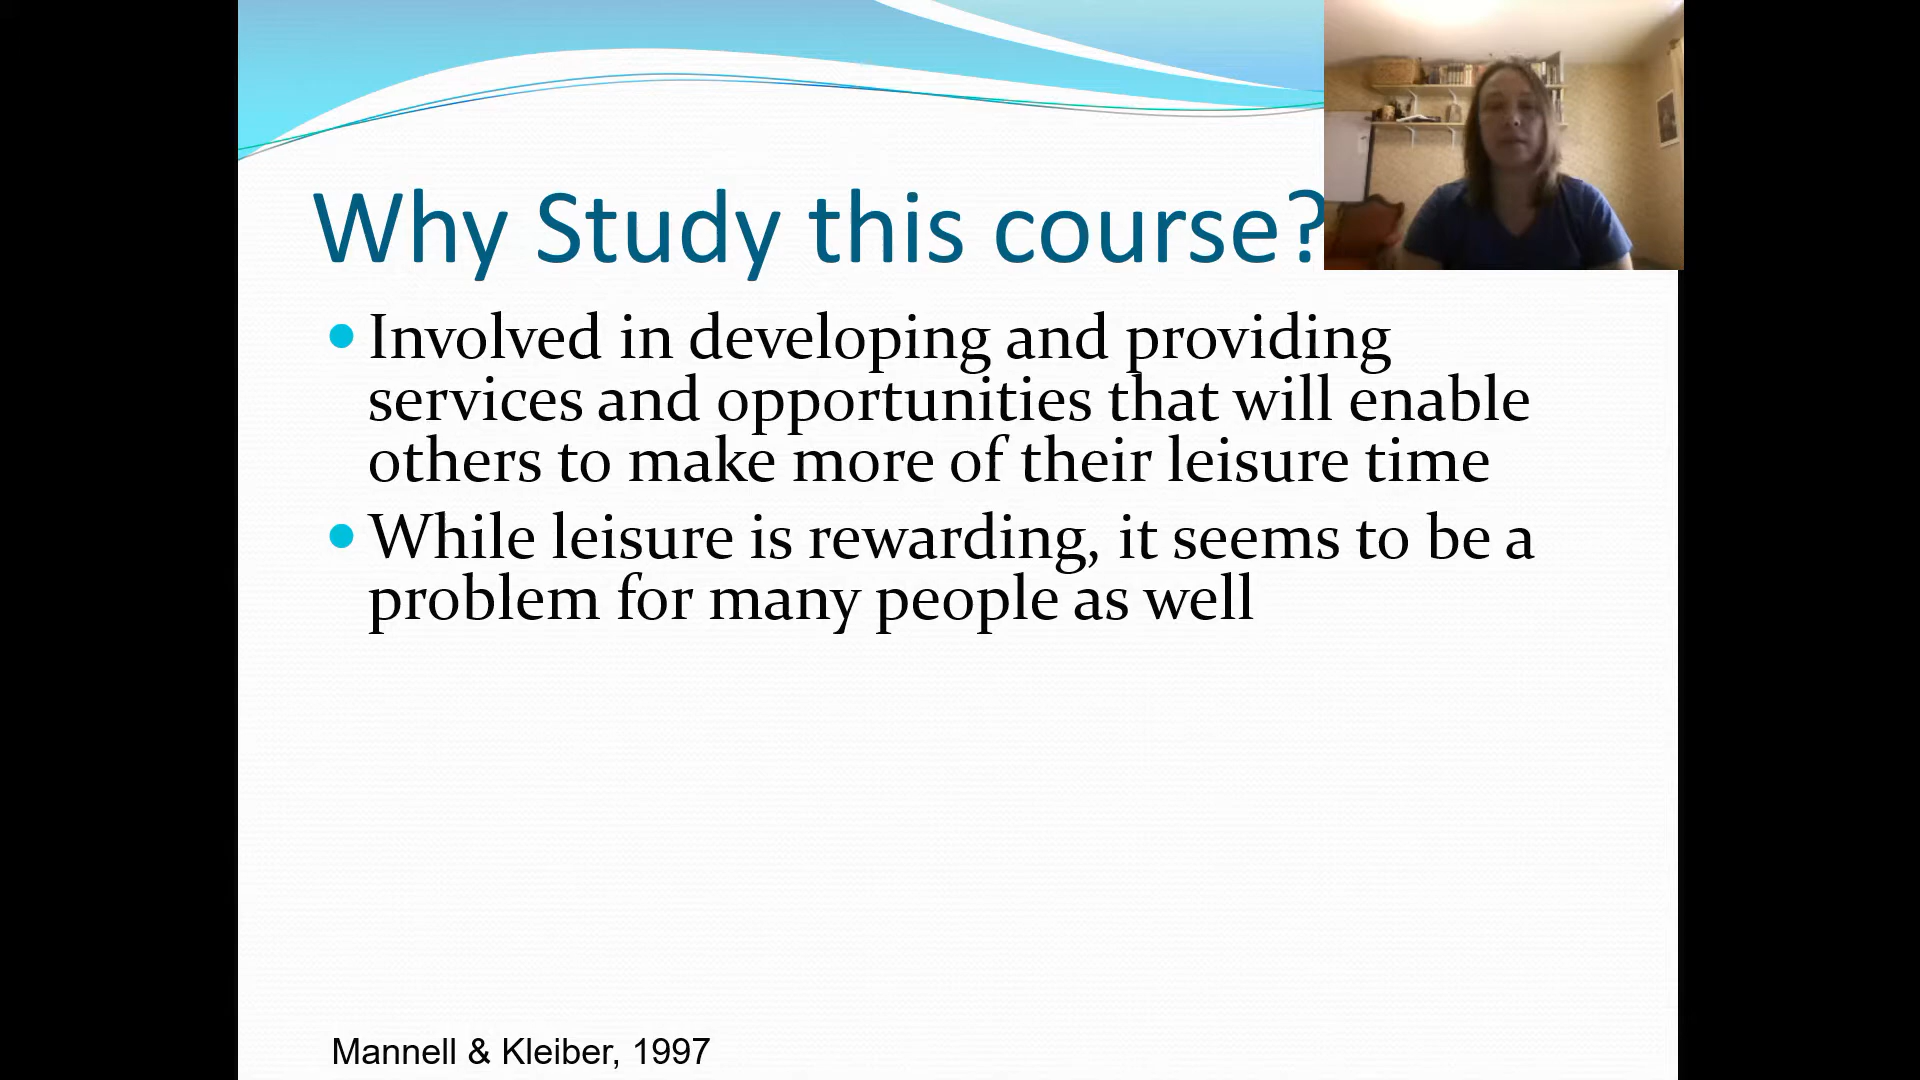 Why Study this course?
Involved in developing and providing
services and opportunities that will enable
others to make more of their leisure time
While leisure is rewarding, it seems to be a
problem for many people as well
Mannell & Kleiber, 1997